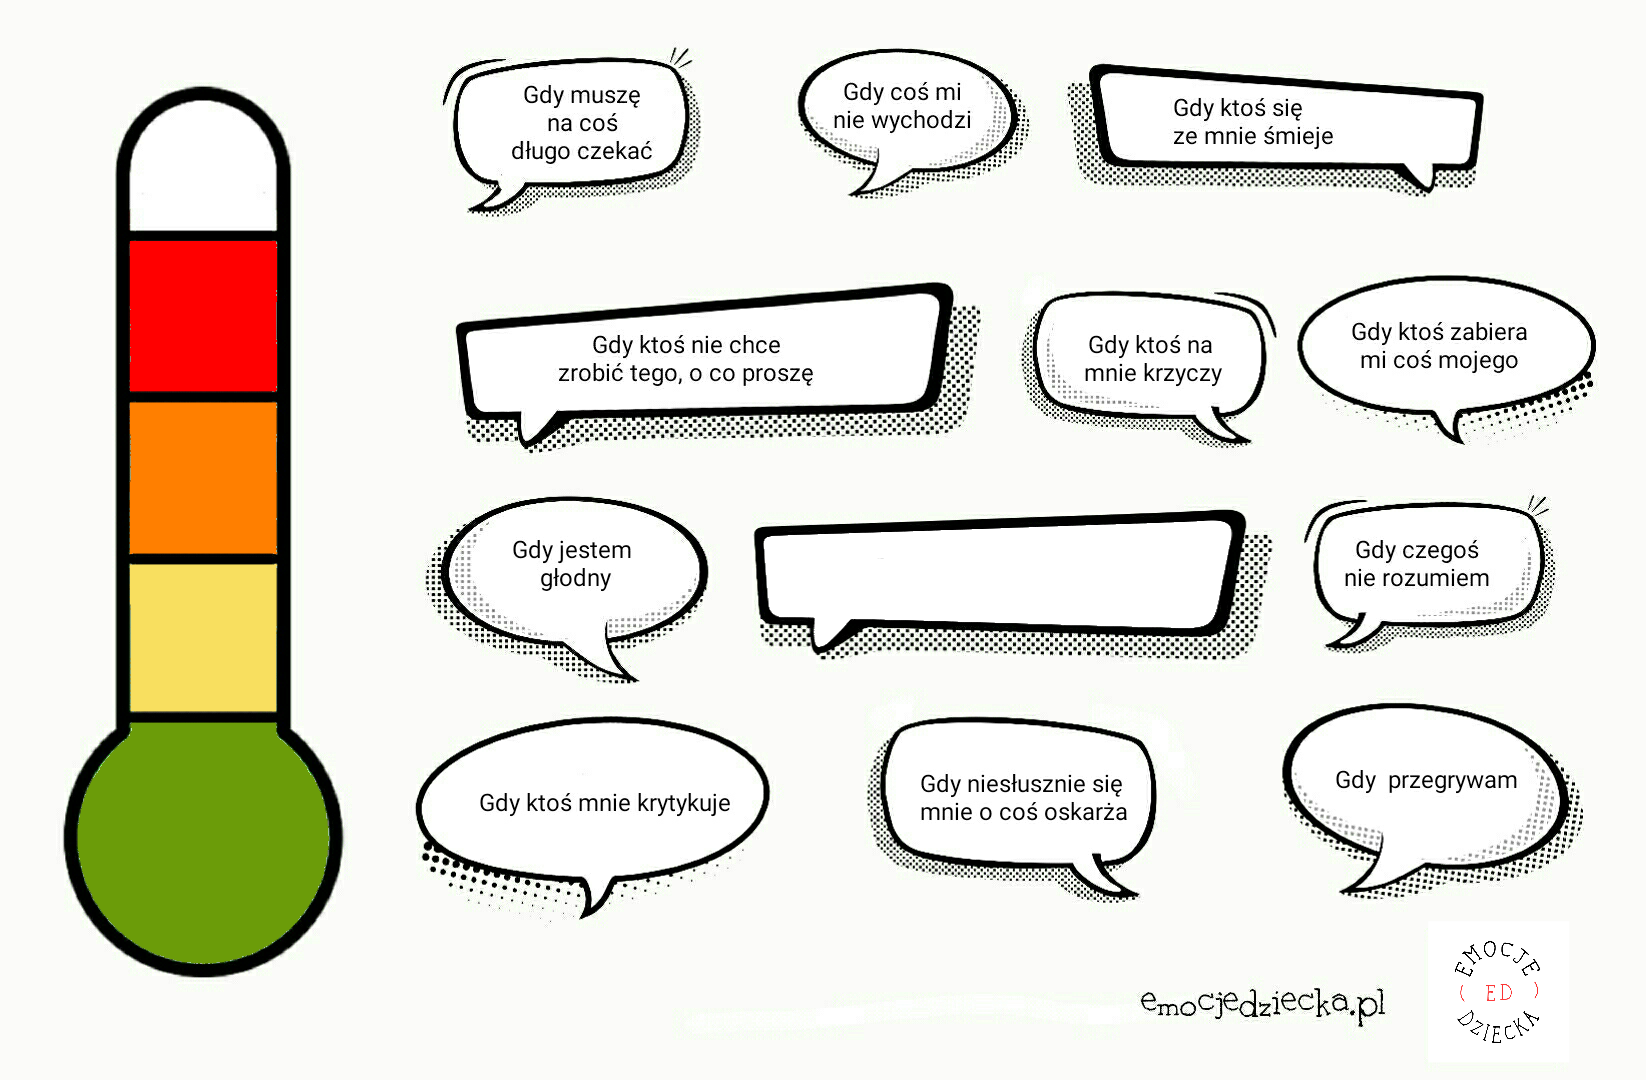 Gdy muszę
na coś
długo czekać
Gdy coś mi
nie wychodzi
Gdy ktoś się
ze mnie śmieje
Gdy ktoś nie chce
zrobić tego, o co proszę
Gdy ktoś na
mnie krzyczy
Gdy ktoś zabiera
mi coś mojego
Gdy jestem
głodny
Gdy czegoś
nie rozumiem
Gdy ktoś mnie krytykuje
Gdy niesłusznie się
mnie o coś oskarża
Gdy  przegrywam
emocjedziecka.pl
EMOCJE
( ED )
DZIECKA